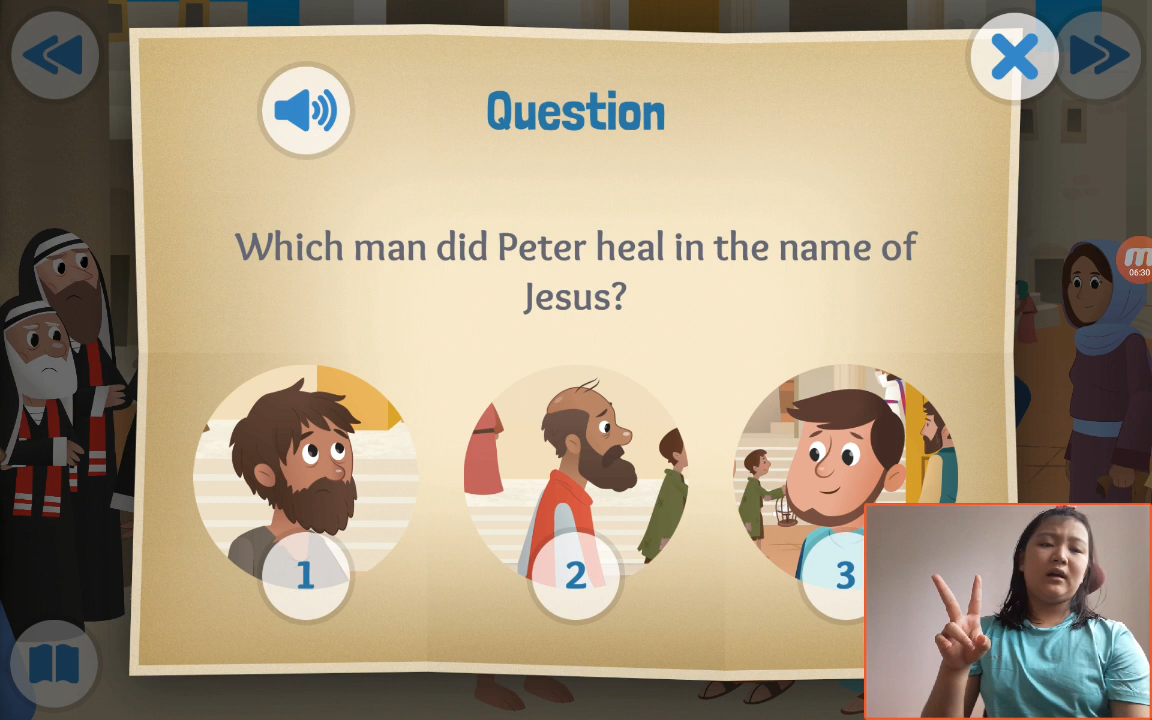 Question
Which man did Peter heal in the name of
Jesus?
1
2
3
06:30